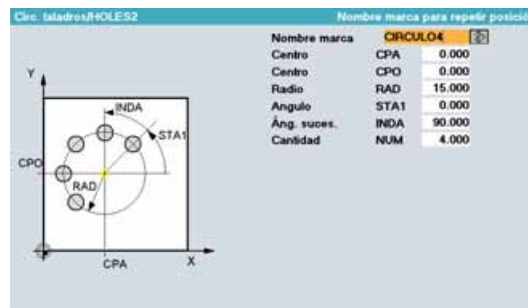 Circ. taladros/HOLES2
Nombre marca para repetir posició
Nombre marca CIRCULO4
Centro CPA 0.000
Centro CPO 0.000
Radio RAD 15.000
Angulo STA1 0.000
Áng. suces. INDA 90.000
Cantidad NUM 4.000
Y
INDA
STA1
CPO
RAD
CPA
X